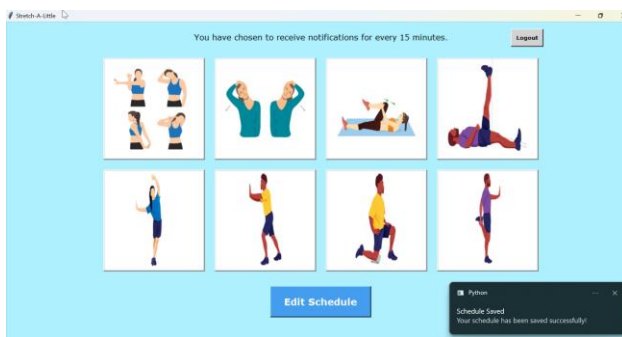 Stretch-A-Little
You have chosen to receive notifications for every 15 minutes.
Logout
Edit Schedule
Python
Schedule Saved
Your schedule has been saved successfully!